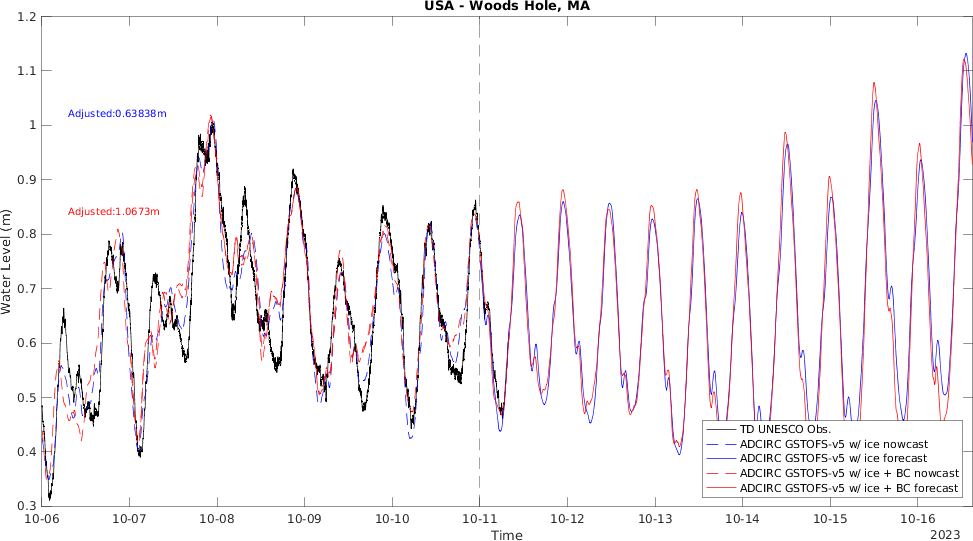 USA - Woods Hole, MA
Water Level (m)
1.2
1.1
1
0.9
0.8
0.7
0.6
0.5
0.4
0.3
Adjusted:0.63838m
Adjusted:1.0673m
TD UNESCO Obs.
ADCIRC GSTOFS-v5 w/ ice nowcast
ADCIRC GSTOFS-v5 w/ ice forecast
ADCIRC GSTOFS-v5 w/ ice + BC nowcast
ADCIRC GSTOFS-v5 w/ ice + BC forecast
10-06 10-07 10-08 10-09 10-10 10-11 10-12 10-13 10-14 10-15 10-16
Time
2023